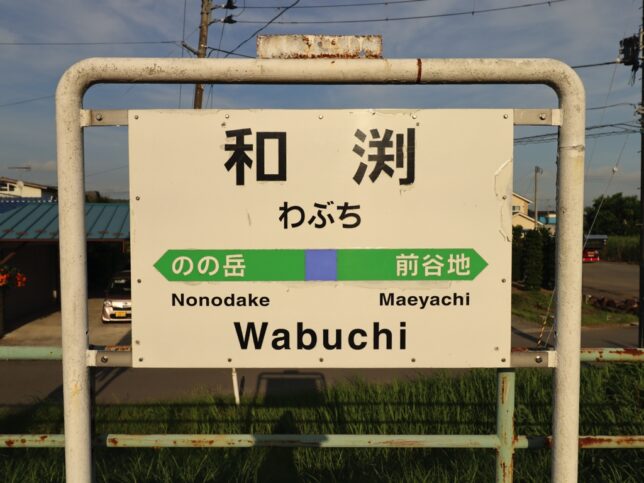 和渕
わぶち
のの岳 前谷地
Nonodake Maeyachi
Wabuchi